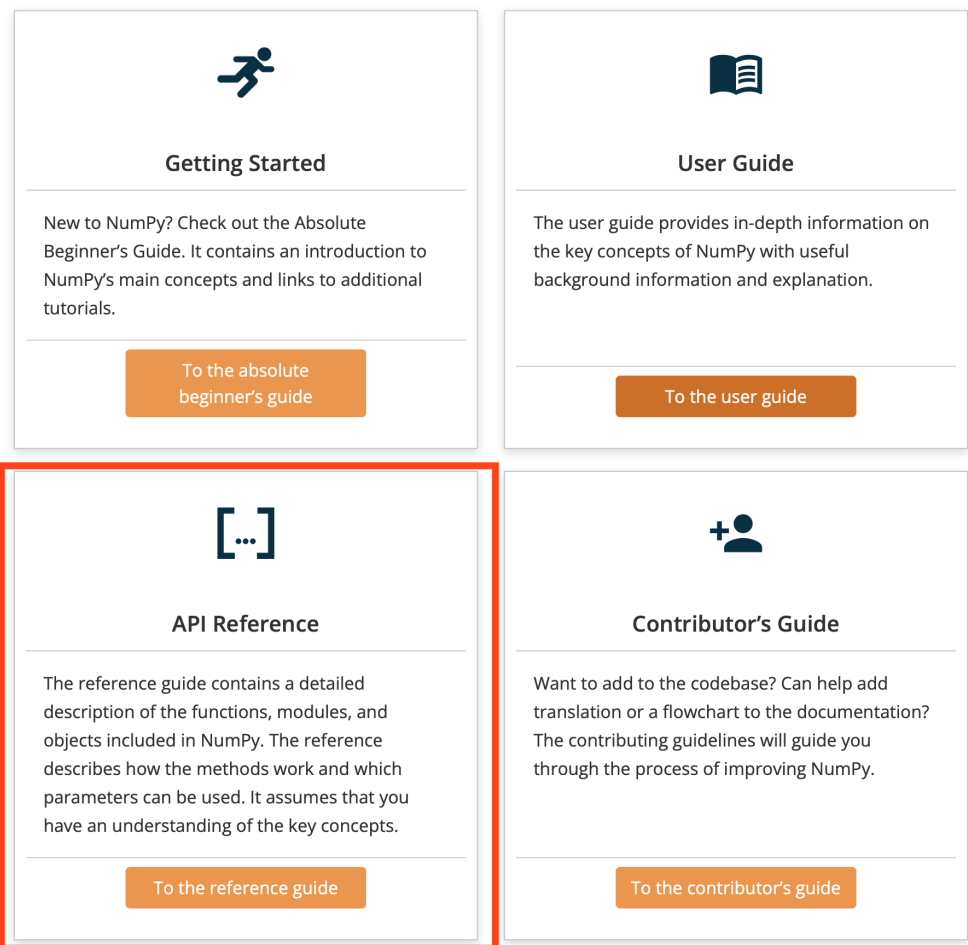 Getting Started
New to NumPy? Check out the Absolute
Beginner’s Guide. It contains an introduction to
NumPy’s main concepts and links to additional
tutorials.
To the absolute
beginner’s guide
User Guide
The user guide provides in-depth information on
the key concepts of NumPy with useful
background information and explanation.
To the user guide
[...]
API Reference
The reference guide contains a detailed
description of the functions, modules, and
objects included in NumPy. The reference
describes how the methods work and which
parameters can be used. It assumes that you
have an understanding of the key concepts.
To the reference guide
Contributor’s Guide
Want to add to the codebase? Can help add
translation or a flowchart to the documentation?
The contributing guidelines will guide you
through the process of improving NumPy.
To the contributor’s guide